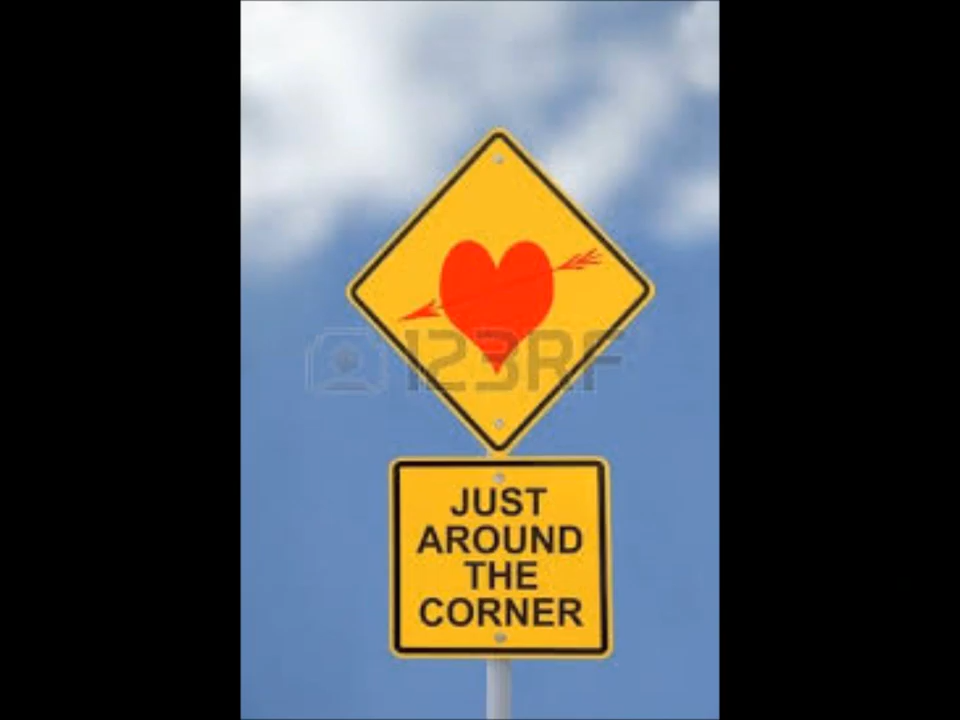 123RF
JUST
AROUND
THE
CORNER